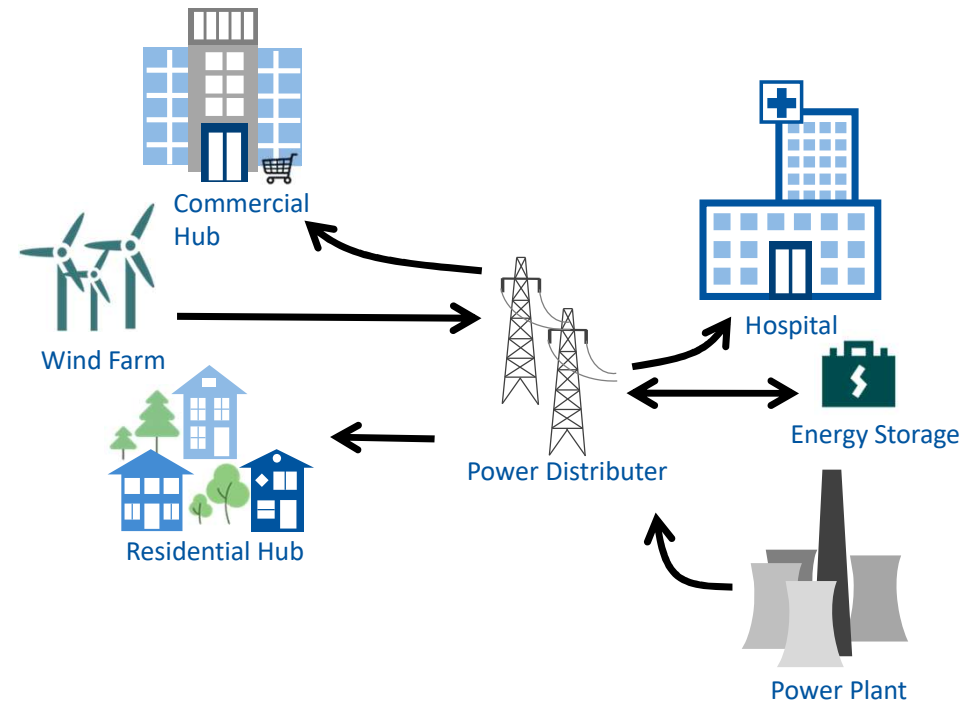 Commercial
Hub
Wind Farm
Hospital
Energy Storage
Power Distributer
Residential Hub
Power Plant